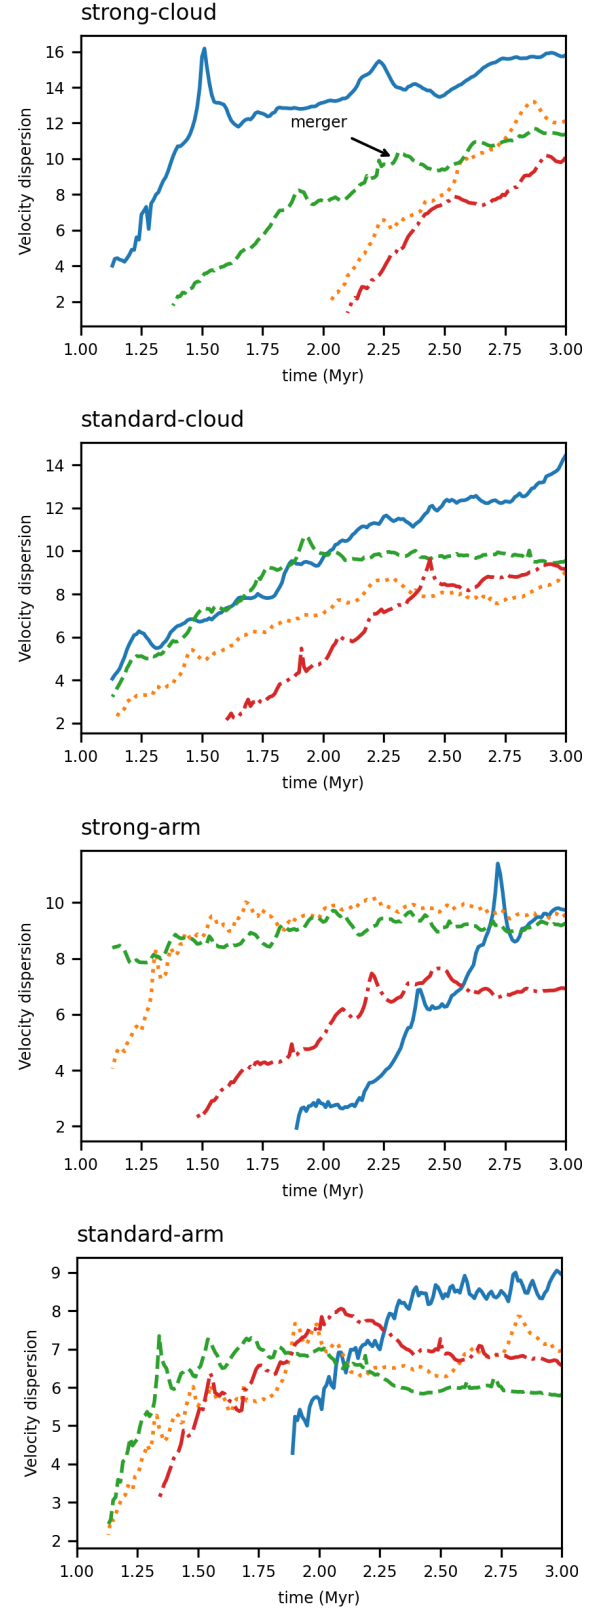 strong-cloud
16
14
12
10
8
6
4
2
Velocity dispersion
merger
1.00 1.25 1.50 1.75 2.00 2.25 2.50 2.75 3.00
time (Myr)
standard-cloud
14
12
10
8
6
4
2
Velocity dispersion
1.00 1.25 1.50 1.75 2.00 2.25 2.50 2.75 3.00
time (Myr)
strong-arm
10
8
6
4
2
Velocity dispersion
1.00 1.25 1.50 1.75 2.00 2.25 2.50 2.75 3.00
time (Myr)
standard-arm
9
8
7
6
5
4
3
2
Velocity dispersion
1.00 1.25 1.50 1.75 2.00 2.25 2.50 2.75 3.00
time (Myr)